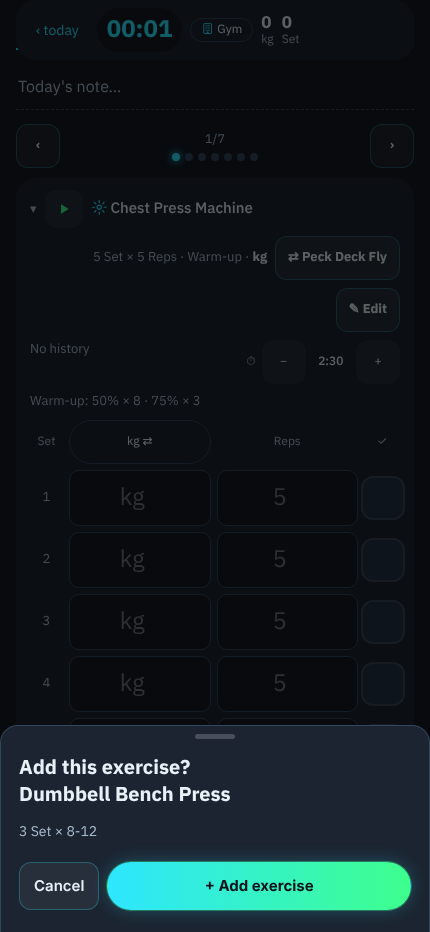 ‹ today 00:01 Gym 0 kg 0 Set
Today's note...
‹ 1/7 ›
▾ ▶ Chest Press Machine
5 Set × 5 Reps · Warm-up · kg ⇄ Peck Deck Fly
✎ Edit
No history ⏱ − 2:30 +
Warm-up: 50% × 8 · 75% × 3
Set kg ⇄ Reps ✓
1 kg 5
2 kg 5
3 kg 5
4 kg 5
Add this exercise?
Dumbbell Bench Press
3 Set × 8-12
Cancel + Add exercise